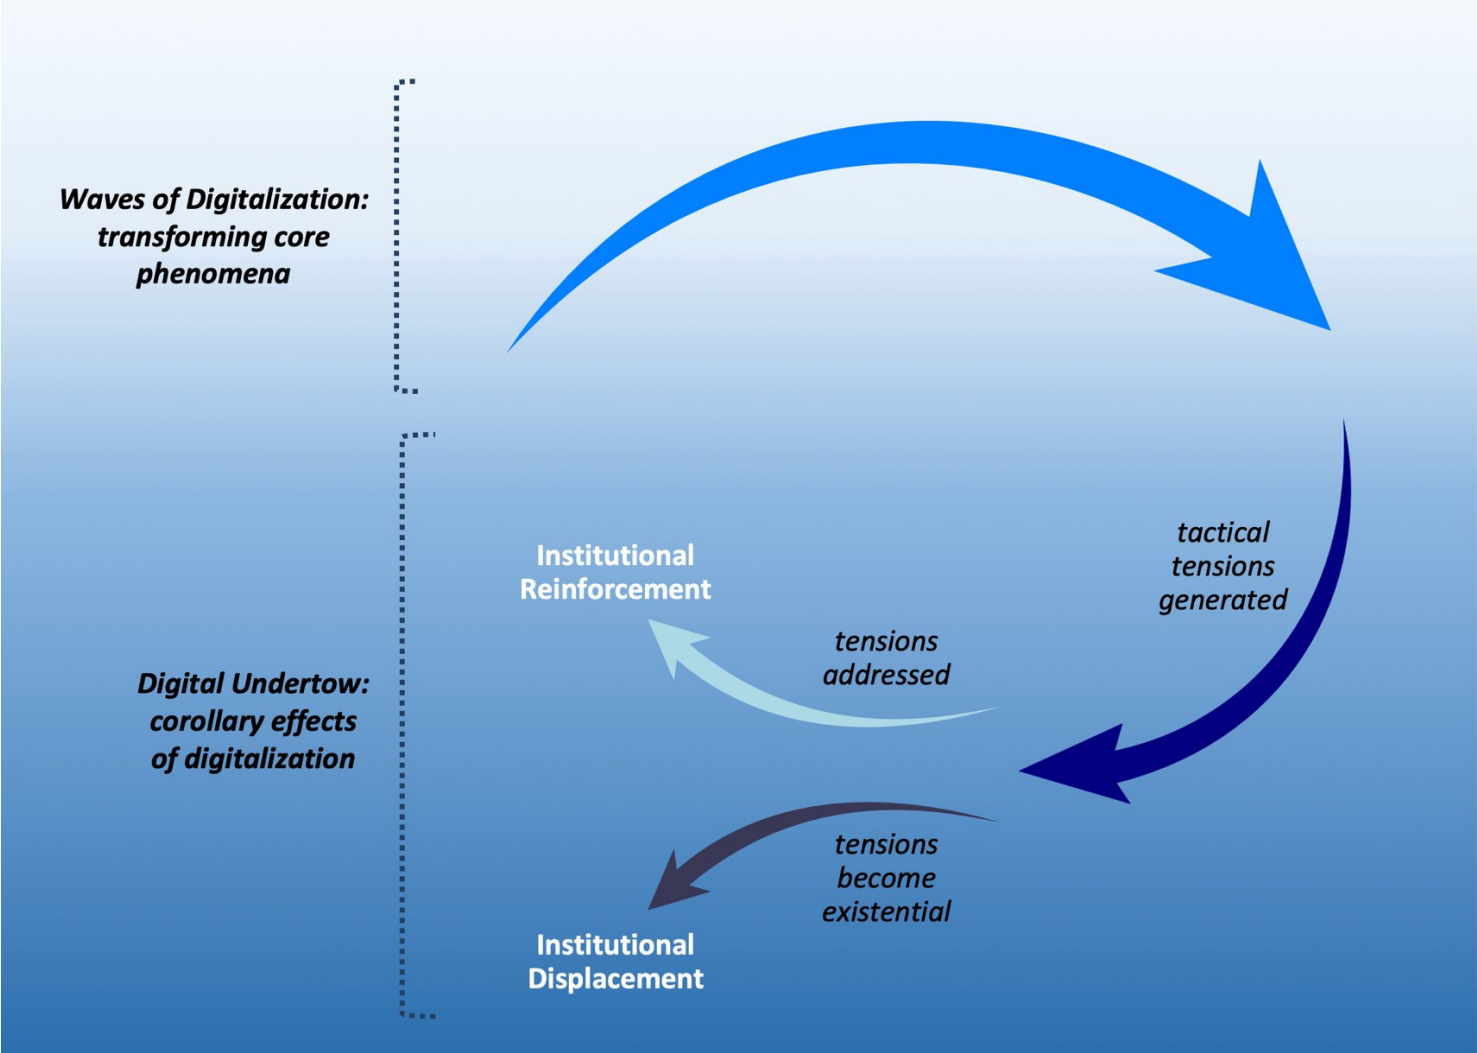 Waves of Digitalization:
transforming core
phenomena
tactical
tensions
generated
Institutional
Reinforcement
tensions
addressed
Digital Undertow:
corollary effects
of digitalization
tensions
become
existential
Institutional
Displacement